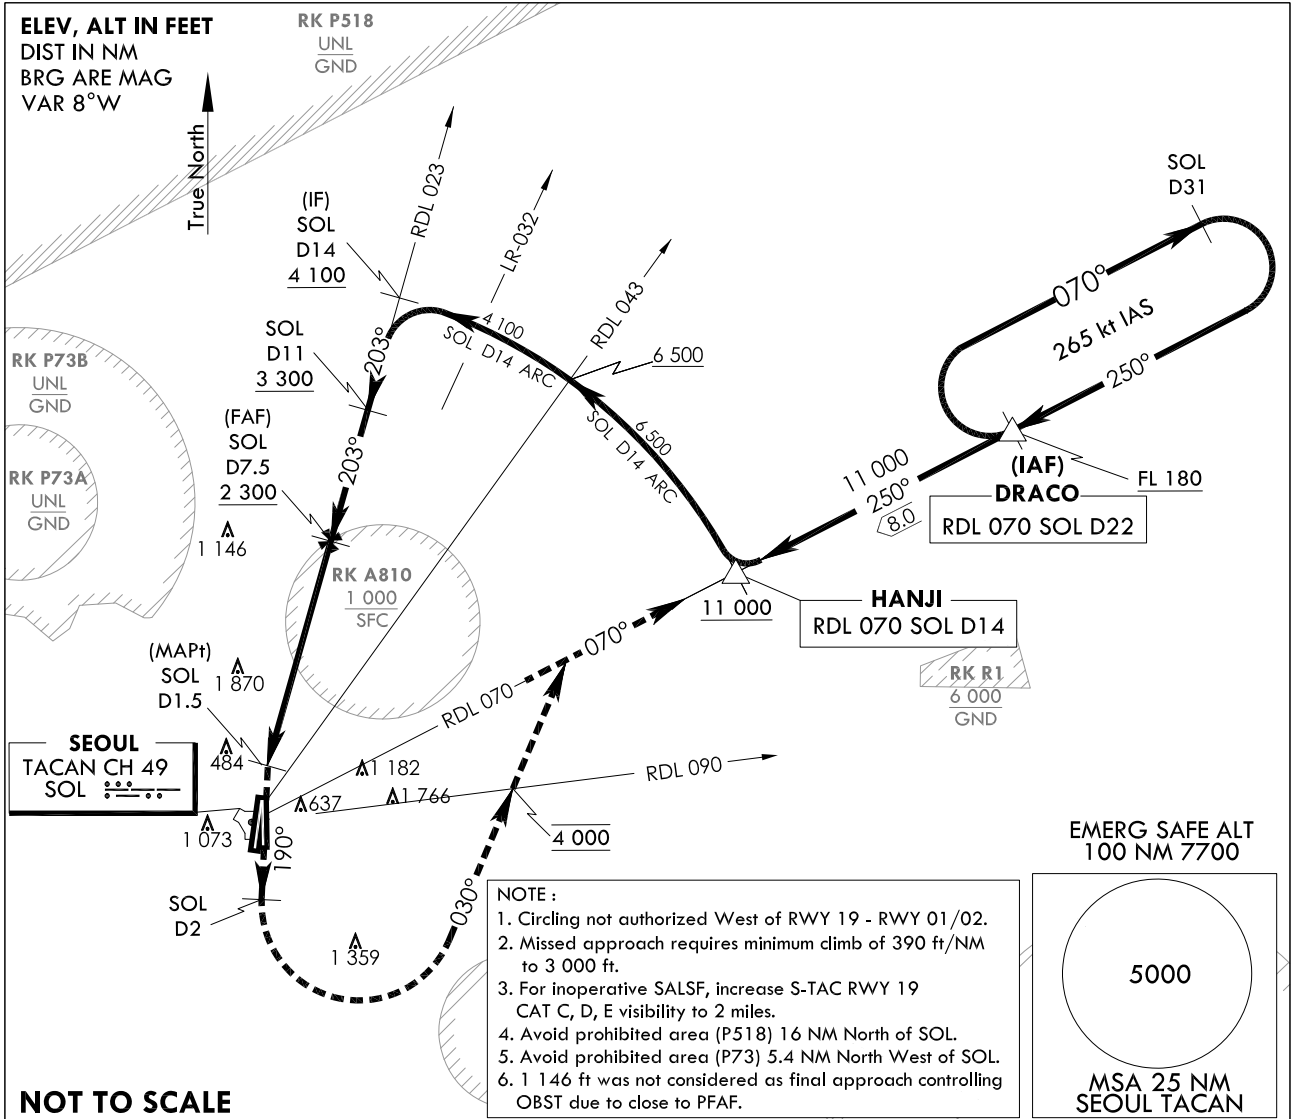 ELEV, ALT IN FEET
DIST IN NM
BRG ARE MAG
VAR 8°W
True North
RK P518
UNL
GND
SOL
D31
(IF)
SOL
D14
4 100
RDL 023
LR-032
RDL 043
4 100
SOL D14 ARC
6 500
6 500
SOL D14 ARC
070°
265 kt IAS
250°
SOL
D11
3 300
203°
203°
RK P73B
UNL
GND
(FAF)
SOL
D7.5
2 300
RK P73A
UNL
GND
1 146
11 000
250°
8.0
(IAF)
DRACO
RDL 070 SOL D22
FL 180
RK A810
1 000
SFC
11 000
HANJI
RDL 070 SOL D14
070°
RDL 070
RK R1
6 000
GND
(MAPt)
SOL
D1.5
1 870
SEOUL
TACAN CH 49
SOL
484
1 182
637
1 766
RDL 090
1 073
190°
4 000
SOL
D2
030°
1 359
EMERG SAFE ALT
100 NM 7700
5000
MSA 25 NM
SEOUL TACAN
NOTE :
1. Circling not authorized West of RWY 19 - RWY 01/02.
2. Missed approach requires minimum climb of 390 ft/NM
to 3 000 ft.
3. For inoperative SALSF, increase S-TAC RWY 19
CAT C, D, E visibility to 2 miles.
4. Avoid prohibited area (P518) 16 NM North of SOL.
5. Avoid prohibited area (P73) 5.4 NM North West of SOL.
6. 1 146 ft was not considered as final approach controlling
OBST due to close to PFAF.
NOT TO SCALE